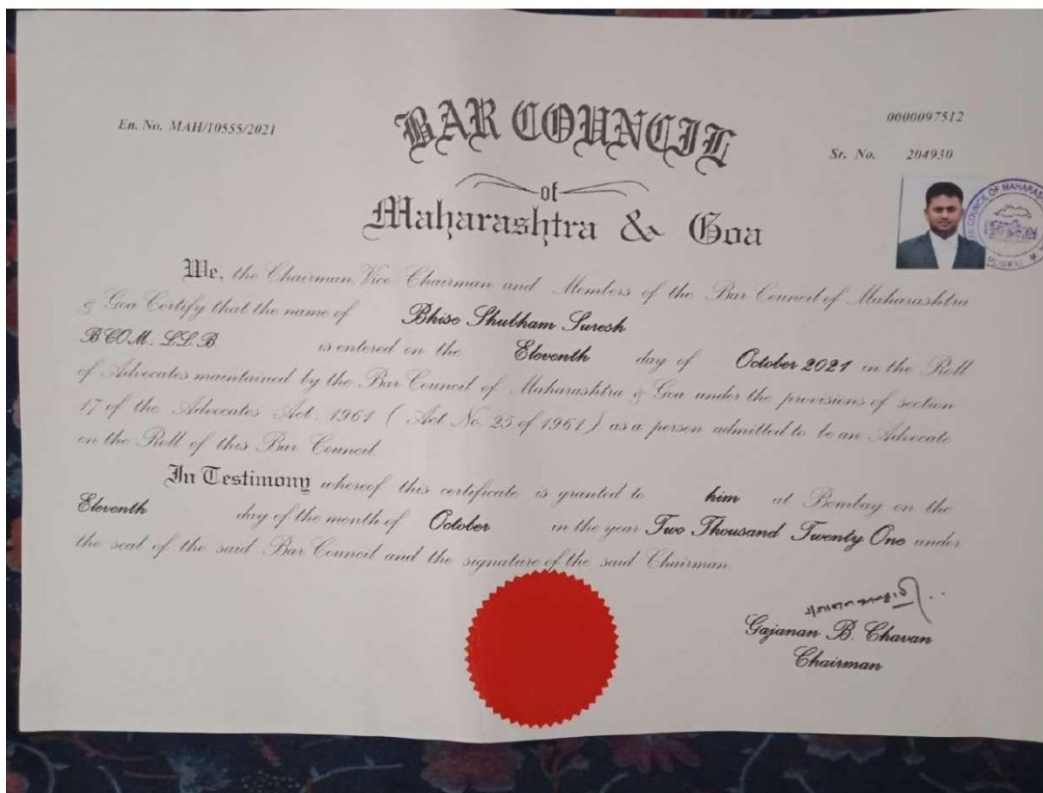 En. No. MAH/10555/2021
0000097512
Sr. No. 204930
BAR COUNCIL
of
Maharashtra & Goa
COUNCIL OF MAHARAS
We, the Chairman, Vice Chairman and Members of the Bar Council of Maharashtra
& Goa Certify that the name of Bhise Shubham Suresh
B.COM. LL.B is entered on the Eleventh day of October 2021 in the Roll
of Advocates maintained by the Bar Council of Maharashtra & Goa under the provisions of section
17 of the Advocates Act. 1961 ( Act No. 25 of 1961 ) as a person admitted to be an Advocate
on the Roll of this Bar Council.
In Testimony whereof this certificate is granted to him at Bombay on the
Eleventh day of the month of October in the year Two Thousand Twenty One under
the seal of the said Bar Council and the signature of the said Chairman.
Gajanan B. Chavan
Chairman